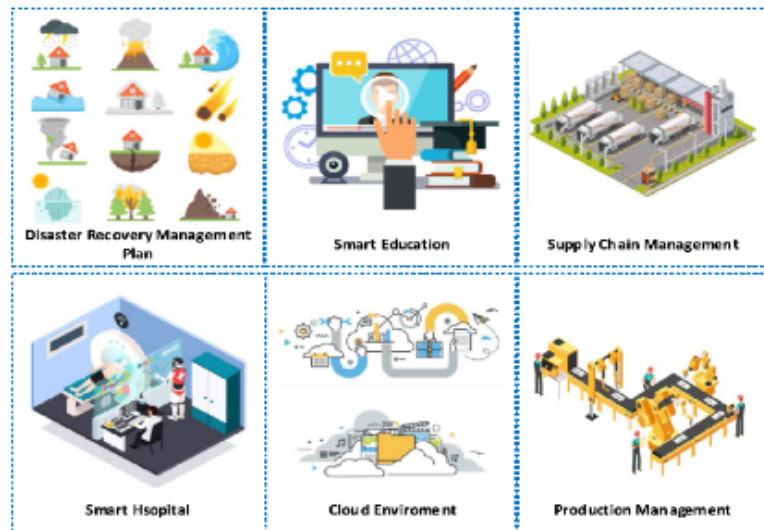 Disaster Recovery Management
Plan
Smart Education
Supply Chain Management
Smart Hsopital
Cloud Enviroment
Production Management